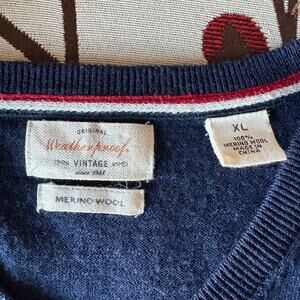 ORIGINAL
Weatherproof
VINTAGE
since 1948
MERINO WOOL
XL
100%
MERINO WOOL
MADE IN
CHINA